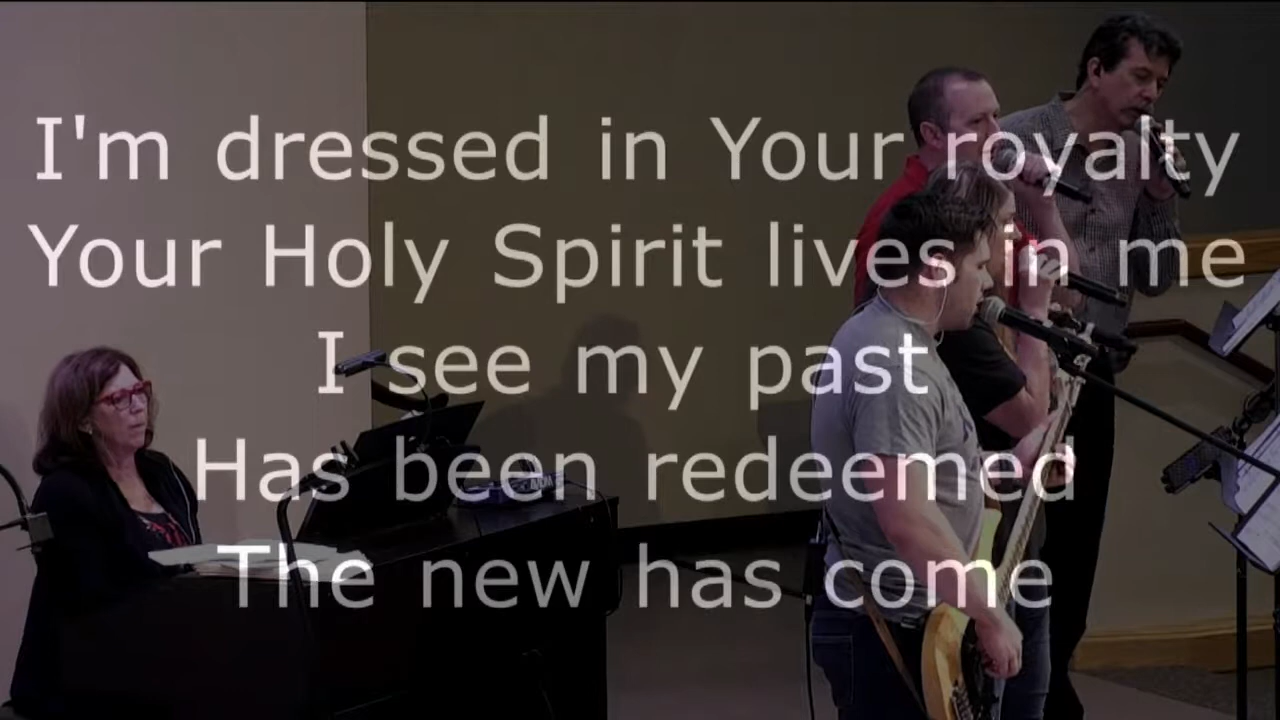 I'm dressed in Your royalty
Your Holy Spirit lives in me
I see my past
Has been redeemed
The new has come